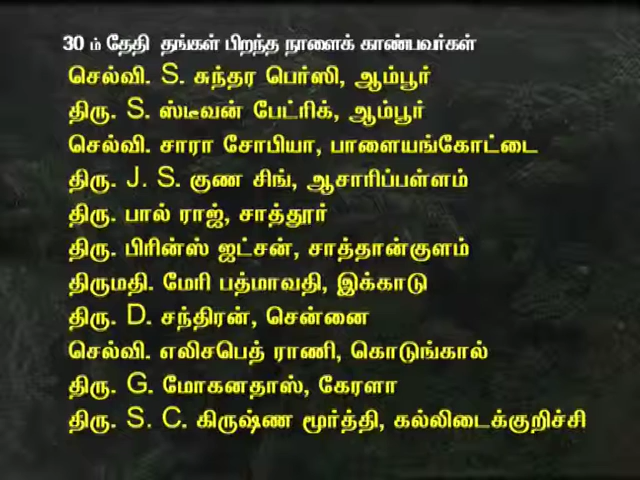 30 ம் தேதி தங்கள் பிறந்த நாளைக் காண்பவர்கள்
செல்வி. S. சுந்தர பெர்ஸி, ஆம்பூர்
திரு. S. ஸ்டீவன் பேட்ரிக், ஆம்பூர்
செல்வி. சாரா சோபியா, பாளையங்கோட்டை
திரு. J. S. குண சிங், ஆசாரிப்பள்ளம்
திரு. பால் ராஜ், சாத்தூர்
திரு. பிரின்ஸ் ஐட்சன், சாத்தான்குளம்
திருமதி. மேரி பத்மாவதி, இக்காடு
திரு. D. சந்திரன், சென்னை
செல்வி. எலிசபெத் ராணி, கொடுங்கால்
திரு. G. மோகனதாஸ், கேரளா
திரு. S. C. கிருஷ்ண மூர்த்தி, கல்லிடைக்குறிச்சி